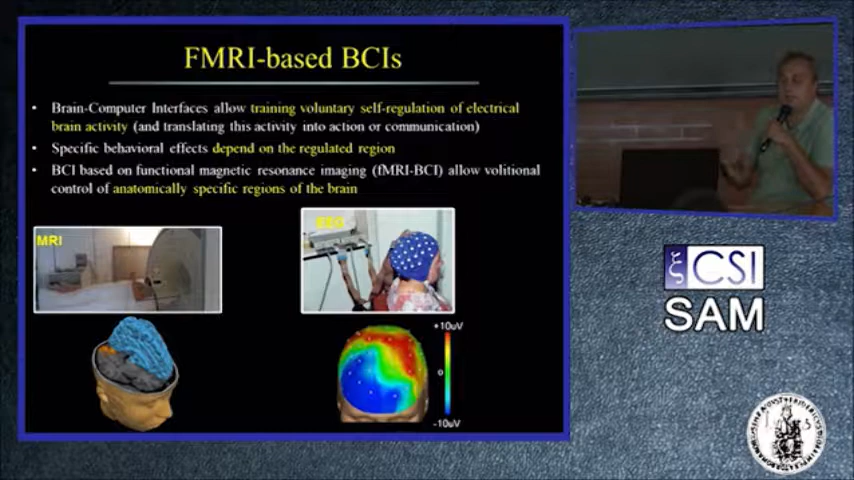 FMRI-based BCIs
• Brain-Computer Interfaces allow training voluntary self-regulation of electrical
brain activity (and translating this activity into action or communication)
• Specific behavioral effects depend on the regulated region
• BCI based on functional magnetic resonance imaging (fMRI-BCI) allow volitional
control of anatomically specific regions of the brain
MRI
EEG
+10uV
0
-10uV
ξ CSI
SAM